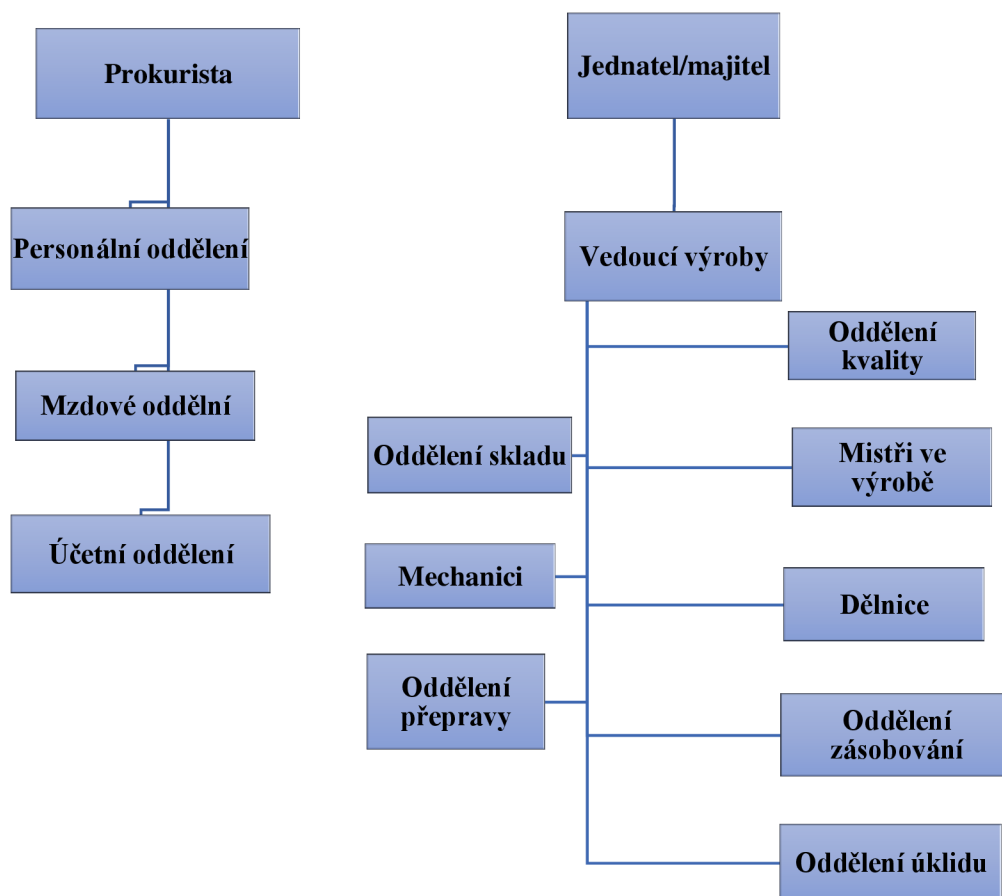 Prokurista
Personální oddělení
Mzdové oddělní
Účetní oddělení
Jednatel/majitel
Vedoucí výroby
Oddělení
kvality
Oddělení skladu
Mistři ve
výrobě
Mechanici
Dělnice
Oddělení
přepravy
Oddělení
zásobování
Oddělení úklidu